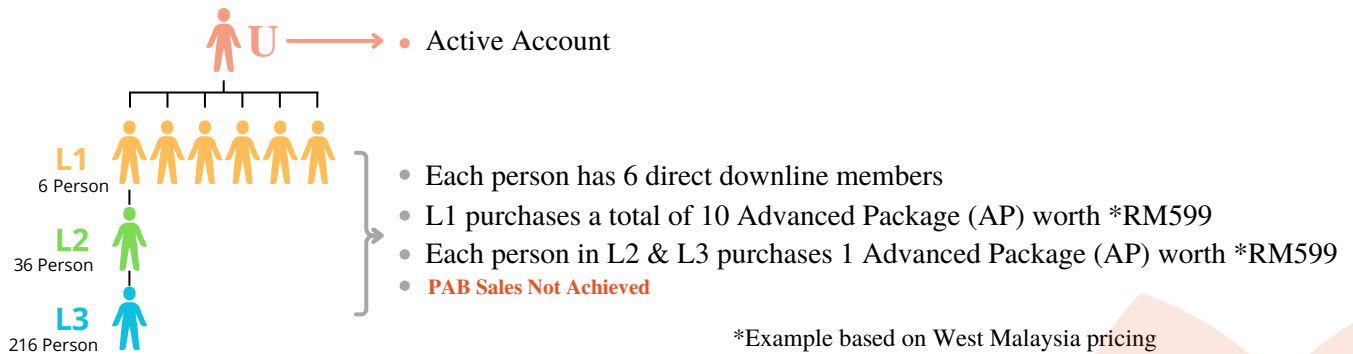 U
Active Account
L1
6 Person
Each person has 6 direct downline members
L1 purchases a total of 10 Advanced Package (AP) worth *RM599
L2
36 Person
Each person in L2 & L3 purchases 1 Advanced Package (AP) worth *RM599
PAB Sales Not Achieved
L3
216 Person
*Example based on West Malaysia pricing